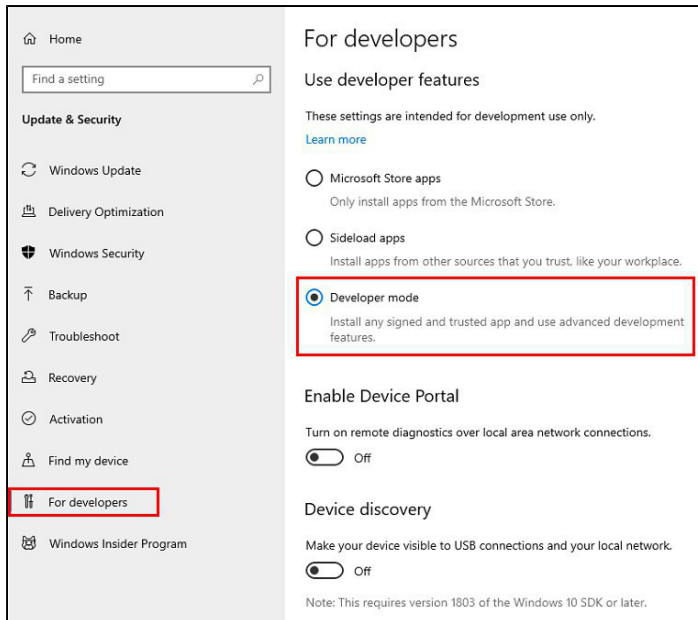 Home
Find a setting
Update & Security
Windows Update
Delivery Optimization
Windows Security
Backup
Troubleshoot
Recovery
Activation
Find my device
For developers
Windows Insider Program
For developers
Use developer features
These settings are intended for development use only.
Learn more
Microsoft Store apps
Only install apps from the Microsoft Store.
Sideload apps
Install apps from other sources that you trust, like your workplace.
Developer mode
Install any signed and trusted app and use advanced development
features.
Enable Device Portal
Turn on remote diagnostics over local area network connections.
Off
Device discovery
Make your device visible to USB connections and your local network.
Off
Note: This requires version 1803 of the Windows 10 SDK or later.